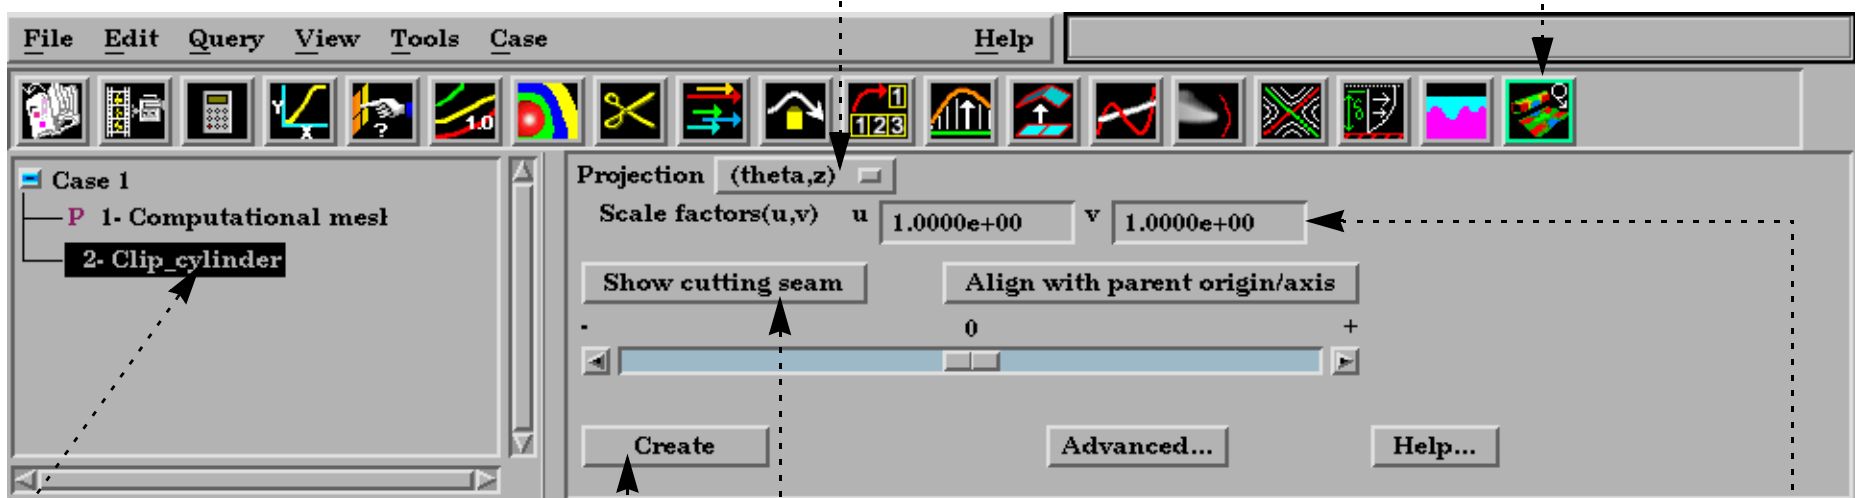 File Edit Query View Tools Case Help
Y X ? 1.0 1 123 δ
Case 1
P 1- Computational mesh
2- Clip_cylinder
Projection (theta,z)
Scale factors(u,v) u 1.0000e+00 v 1.0000e+00
Show cutting seam Align with parent origin/axis
- 0 +
Create Advanced... Help...